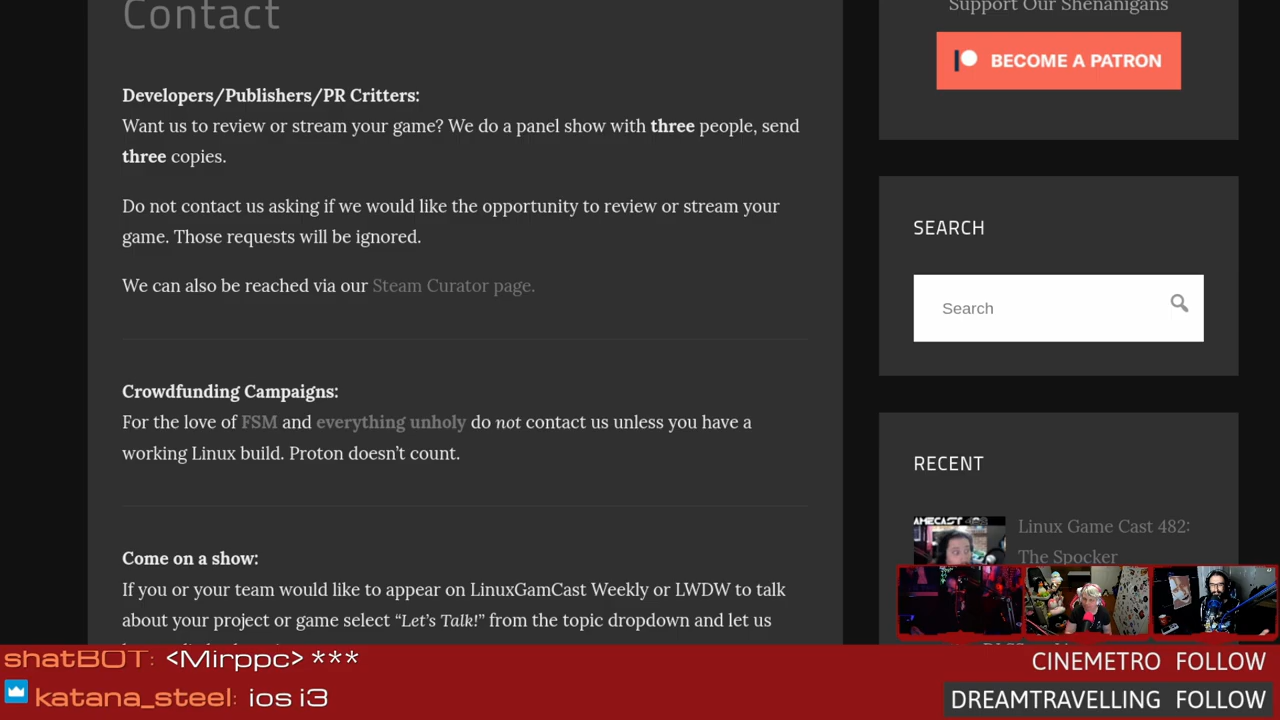 Contact
Support Our Shenanigans
BECOME A PATRON
Developers/Publishers/PR Critters:
Want us to review or stream your game? We do a panel show with three people, send
three copies.
Do not contact us asking if we would like the opportunity to review or stream your
game. Those requests will be ignored.
We can also be reached via our Steam Curator page.
SEARCH
Search
Crowdfunding Campaigns:
For the love of FSM and everything unholy do not contact us unless you have a
working Linux build. Proton doesn’t count.
RECENT
Linux Game Cast 482:
The Spocker
Come on a show:
If you or your team would like to appear on LinuxGamCast Weekly or LWDW to talk
about your project or game select “Let’s Talk!” from the topic dropdown and let us
shatBOT: <Mirppc> ***
katana_steel: ios i3
CINEMETRO FOLLOW
DREAMTRAVELLING FOLLOW